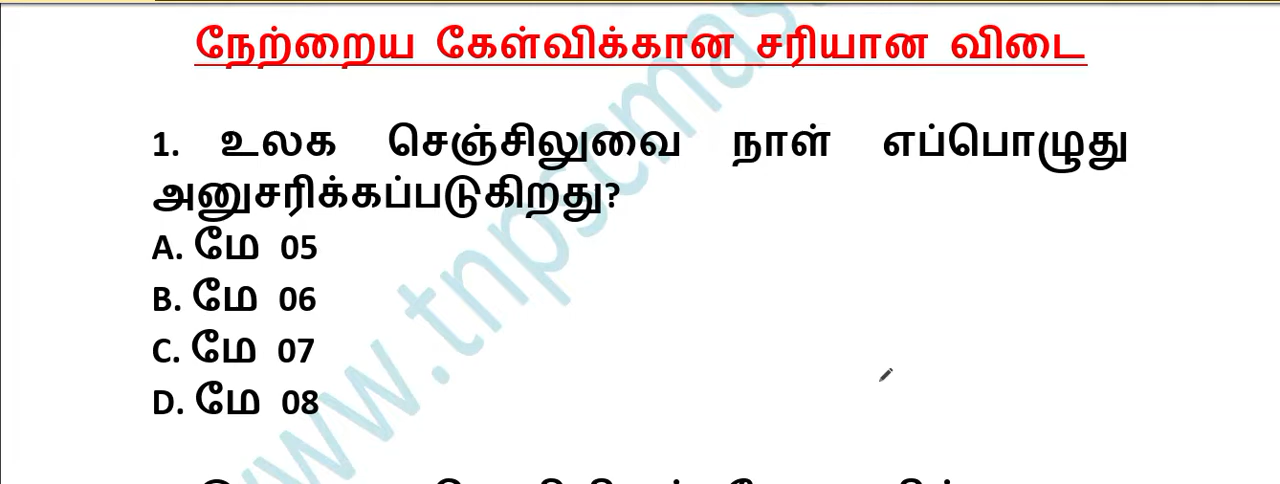 நேற்றைய கேள்விக்கான சரியான விடை
1. உலக செஞ்சிலுவை நாள் எப்பொழுது
அனுசரிக்கப்படுகிறது?
A. மே 05
B. மே 06
C. மே 07
D. மே 08